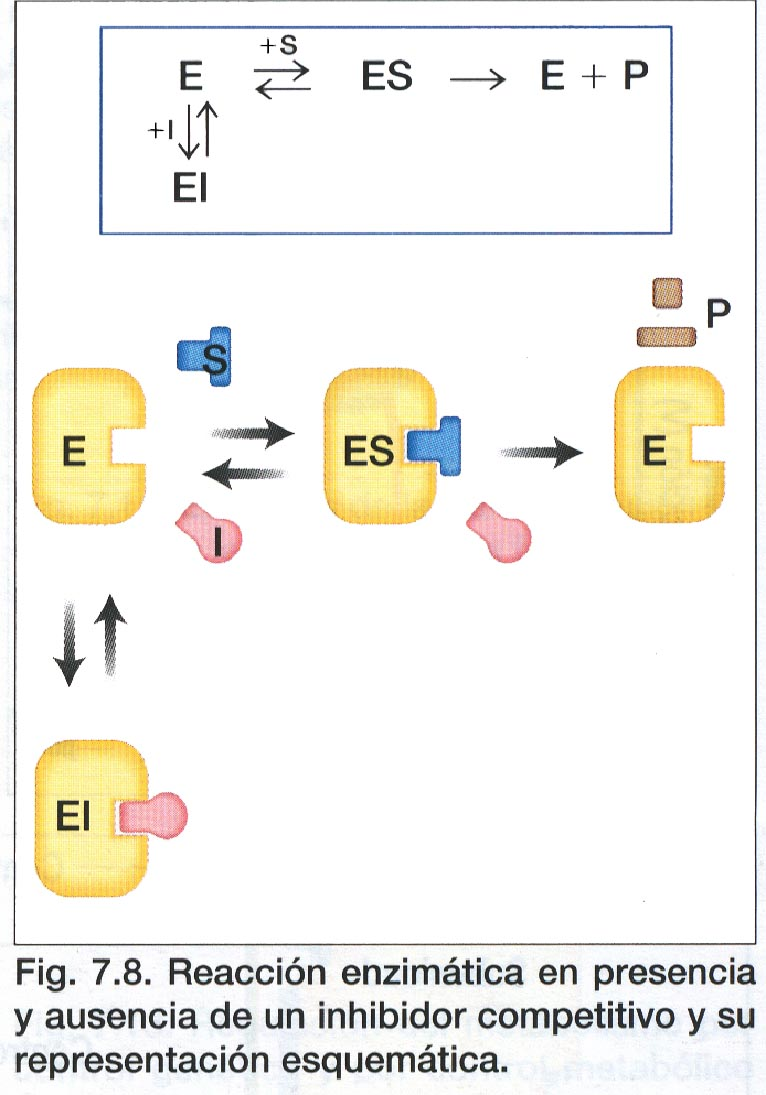 +S
E ⇌ ES → E + P
+I
EI
P
S
E
ES
E
I
EI
Fig. 7.8. Reacción enzimática en presencia
y ausencia de un inhibidor competitivo y su
representación esquemática.